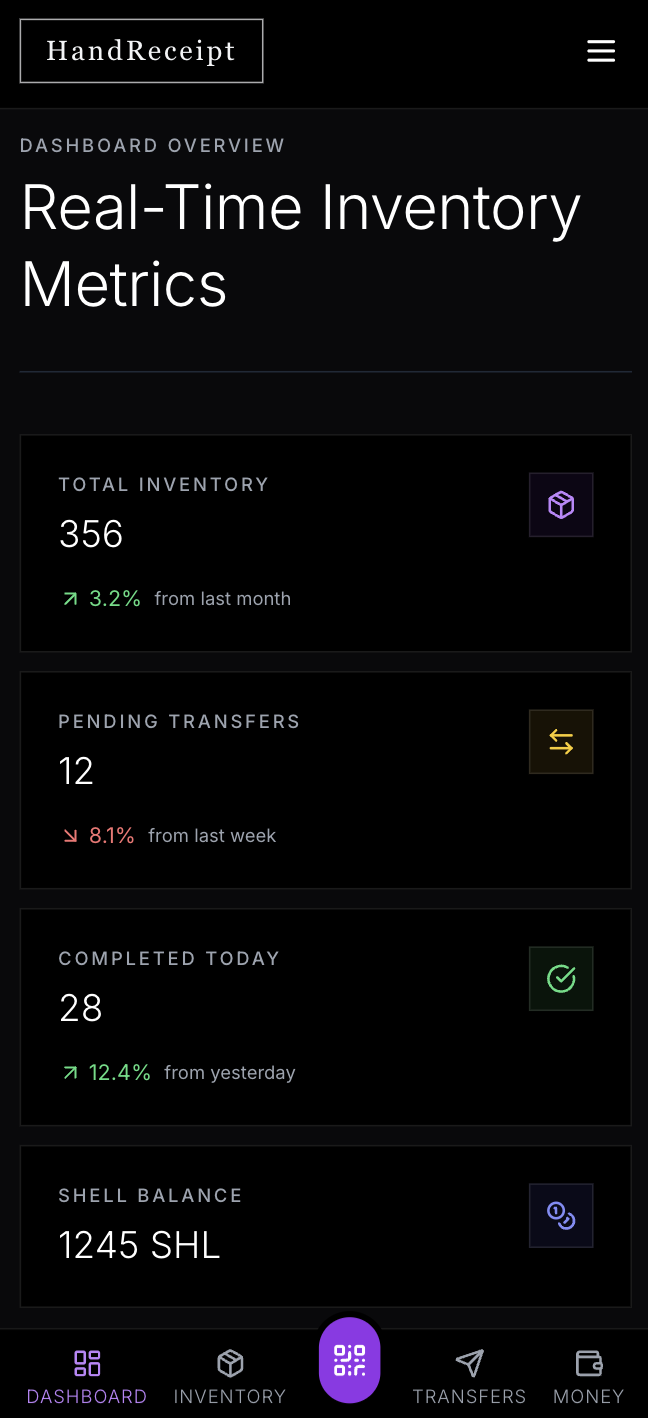 HandReceipt
DASHBOARD OVERVIEW
Real-Time Inventory
Metrics
TOTAL INVENTORY
356
3.2% from last month
PENDING TRANSFERS
12
8.1% from last week
COMPLETED TODAY
28
12.4% from yesterday
SHELL BALANCE
1245 SHL
DASHBOARD INVENTORY TRANSFERS MONEY